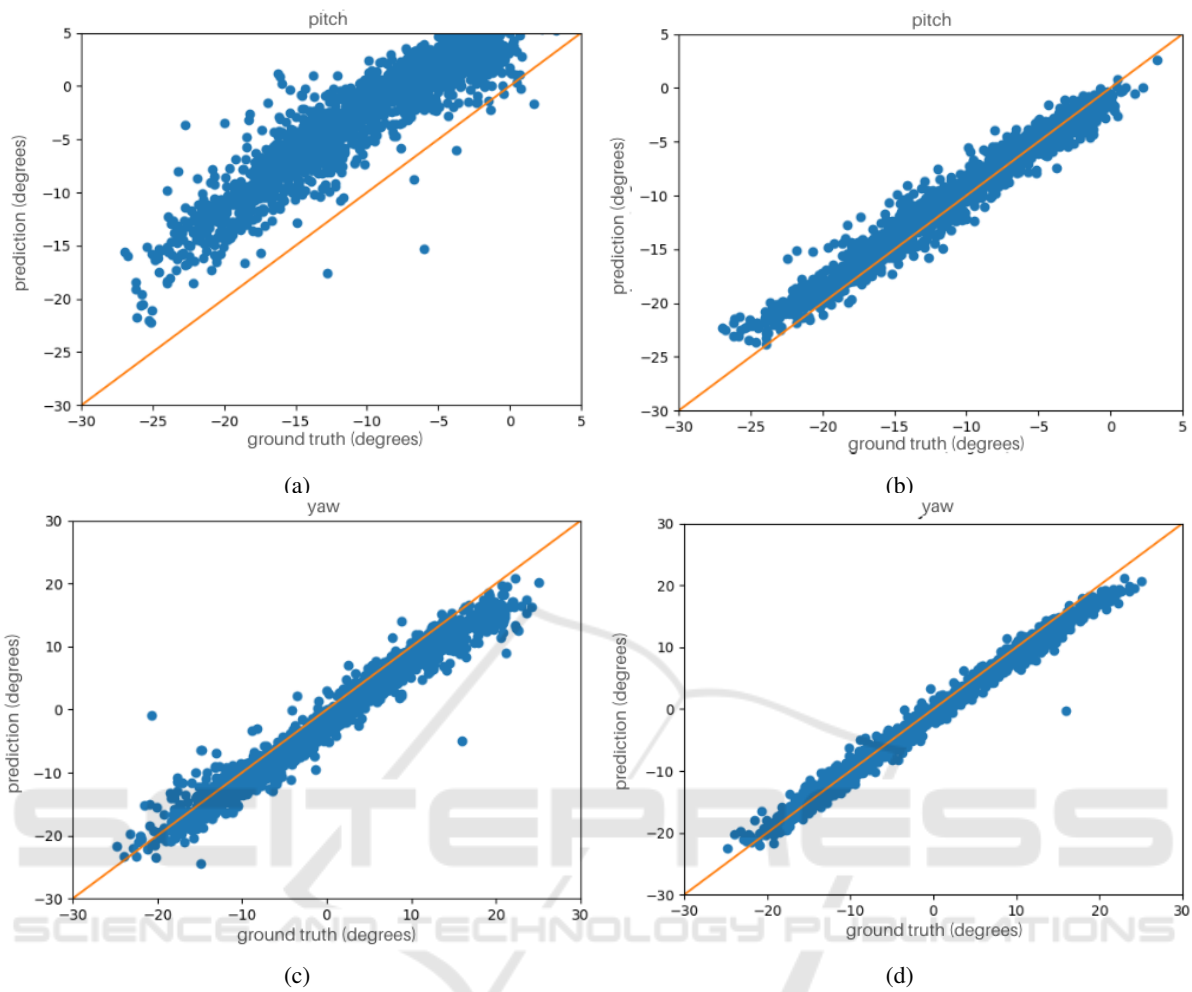 pitch
5
0
−5
−10
−15
−20
−25
−30
prediction (degrees)
−30 −25 −20 −15 −10 −5 0 5
ground truth (degrees)
(a)
pitch
5
0
−5
−10
−15
−20
−25
−30
prediction (degrees)
−30 −25 −20 −15 −10 −5 0 5
ground truth (degrees)
(b)
yaw
30
20
10
0
−10
−20
−30
prediction (degrees)
−30 −20 −10 0 10 20 30
ground truth (degrees)
(c)
yaw
30
20
10
0
−10
−20
−30
prediction (degrees)
−30 −20 −10 0 10 20 30
ground truth (degrees)
(d)
SCITEPRESS
SCIENCE AND TECHNOLOGY PUBLICATIONS